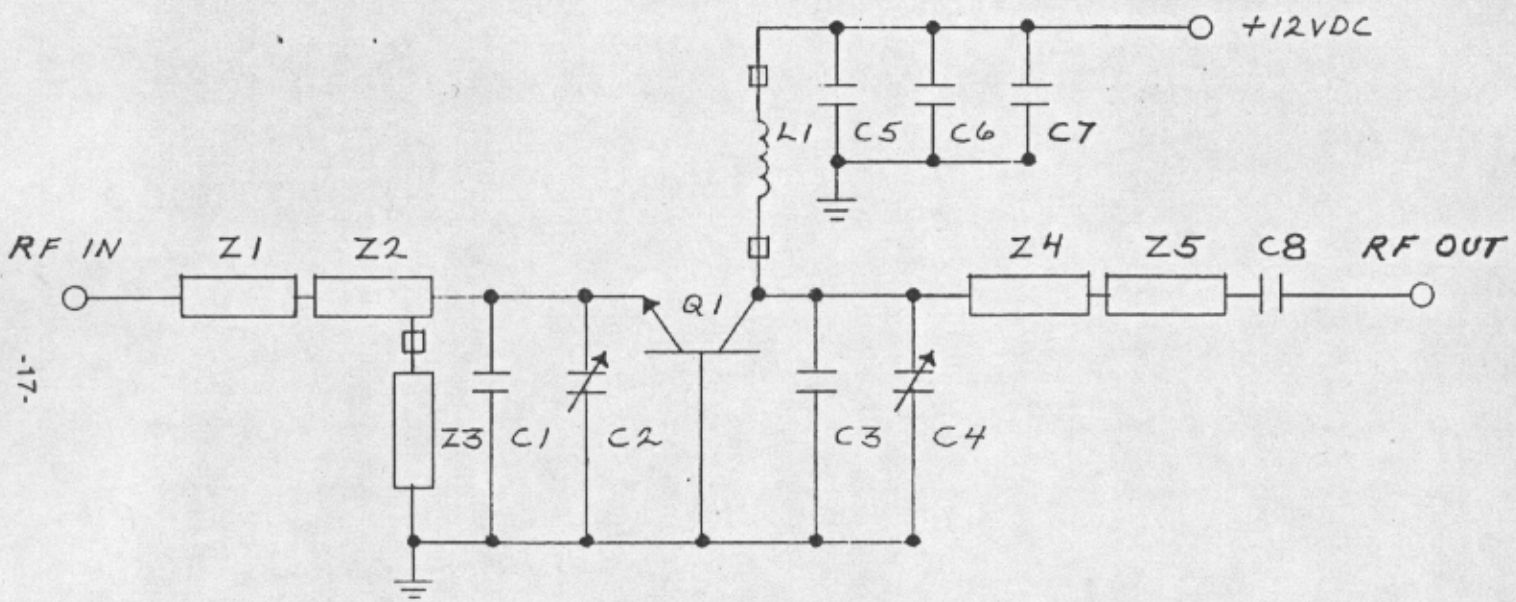 +12VDC
L1
C5
C6
C7
RF IN
Z1
Z2
Q1
Z4
Z5
C8
RF OUT
Z3
C1
C2
C3
C4
-17-